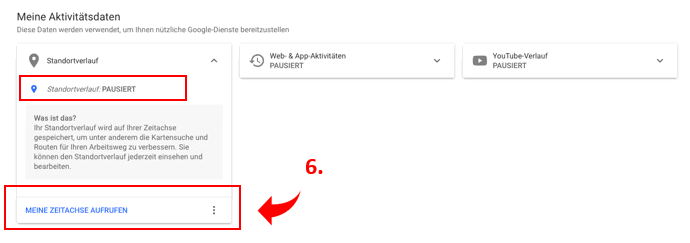 Meine Aktivitätsdaten
Diese Daten werden verwendet, um Ihnen nützliche Google-Dienste bereitzustellen
Standortverlauf
Standortverlauf: PAUSIERT
Was ist das?
Ihr Standortverlauf wird auf Ihrer Zeitachse
gespeichert, um unter anderem die Kartensuche und
Routen für Ihren Arbeitsweg zu verbessern. Sie
können den Standortverlauf jederzeit einsehen und
bearbeiten.
MEINE ZEITACHSE AUFRUFEN
Web- & App-Aktivitäten
PAUSIERT
YouTube-Verlauf
PAUSIERT
6.